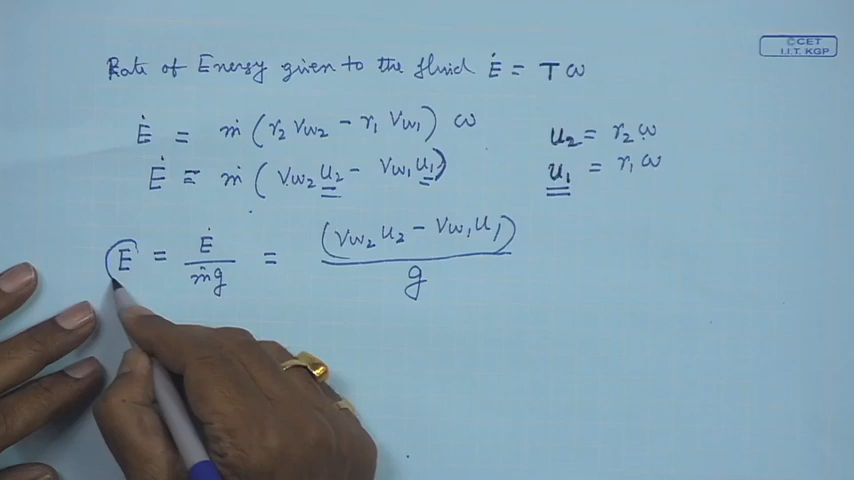 ©CET
I.I.T. KGP
Rate of Energy given to the fluid Ė = Tω
Ė = ṁ (r₂ Vw₂ − r₁ Vw₁) ω
u₂ = r₂ ω
Ė = ṁ (Vw₂ u₂ − Vw₁ u₁)
u₁ = r₁ ω
E = Ė / ṁg = (Vw₂ u₂ − Vw₁ u₁) / g